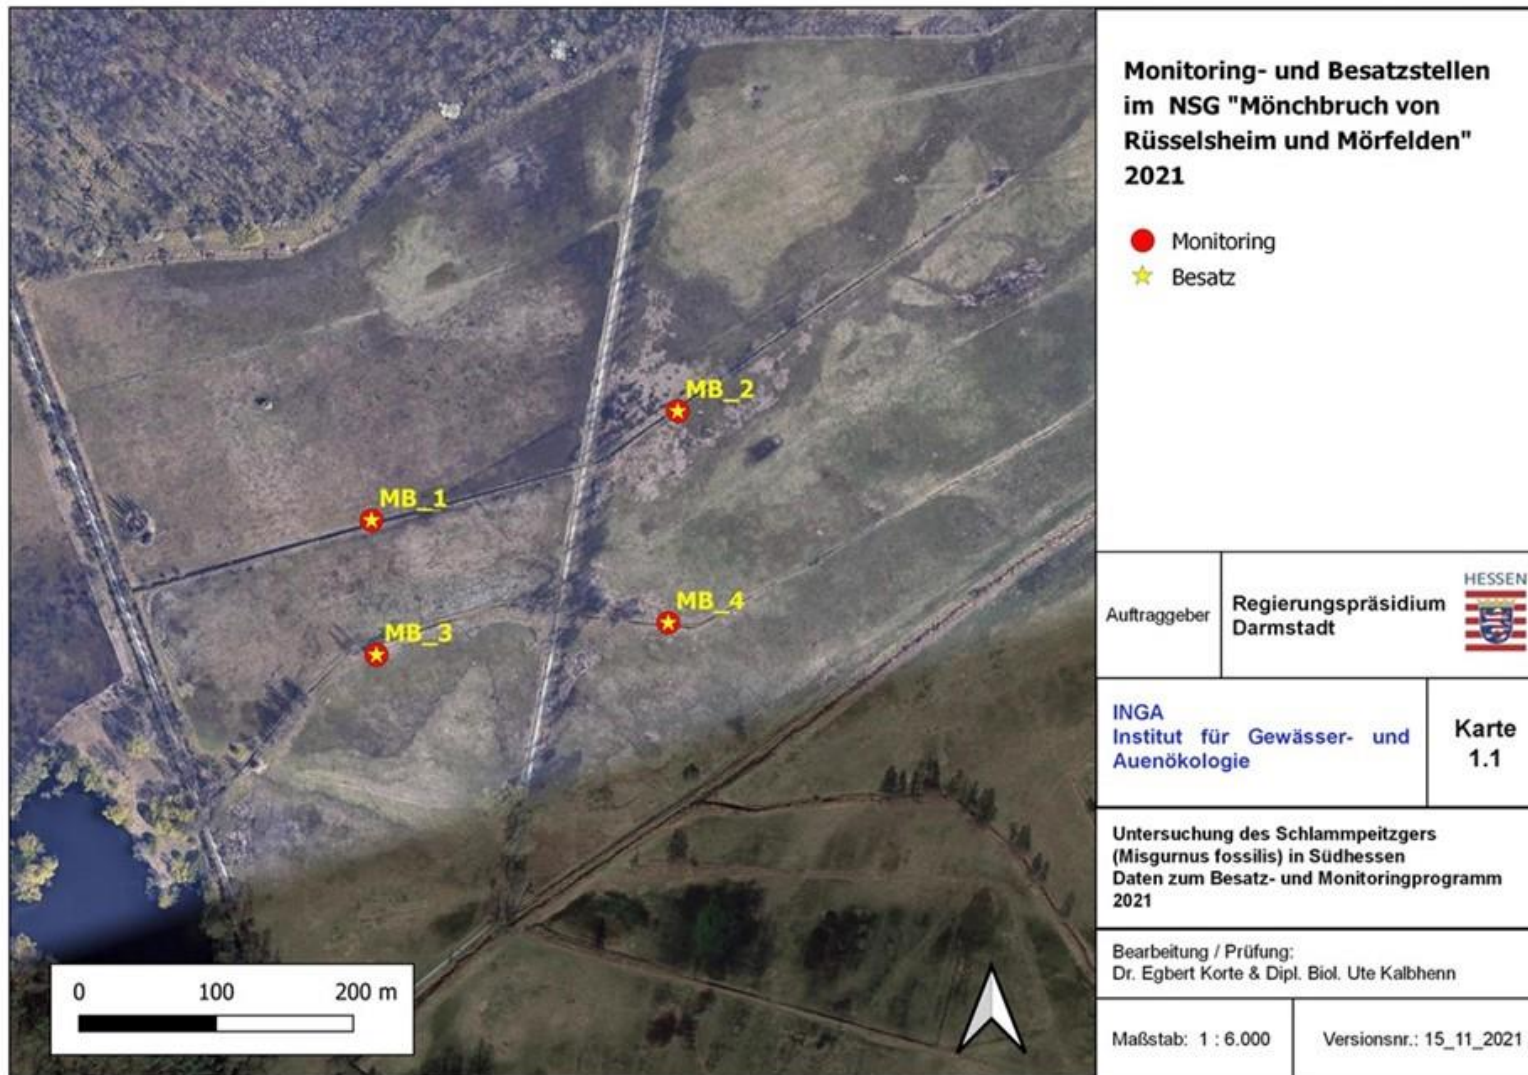 Monitoring- und Besatzstellen
im NSG "Mönchbruch von
Rüsselsheim und Mörfelden"
2021
Monitoring
Besatz
MB_2
MB_1
MB_4
MB_3
0 100 200 m
Auftraggeber
Regierungspräsidium
Darmstadt
HESSEN
INGA
Institut für Gewässer- und
Auenökologie
Karte
1.1
Untersuchung des Schlammpeitzgers
(Misgurnus fossilis) in Südhessen
Daten zum Besatz- und Monitoringprogramm
2021
Bearbeitung / Prüfung:
Dr. Egbert Korte & Dipl. Biol. Ute Kalbhenn
Maßstab: 1 : 6.000
Versionsnr.: 15_11_2021